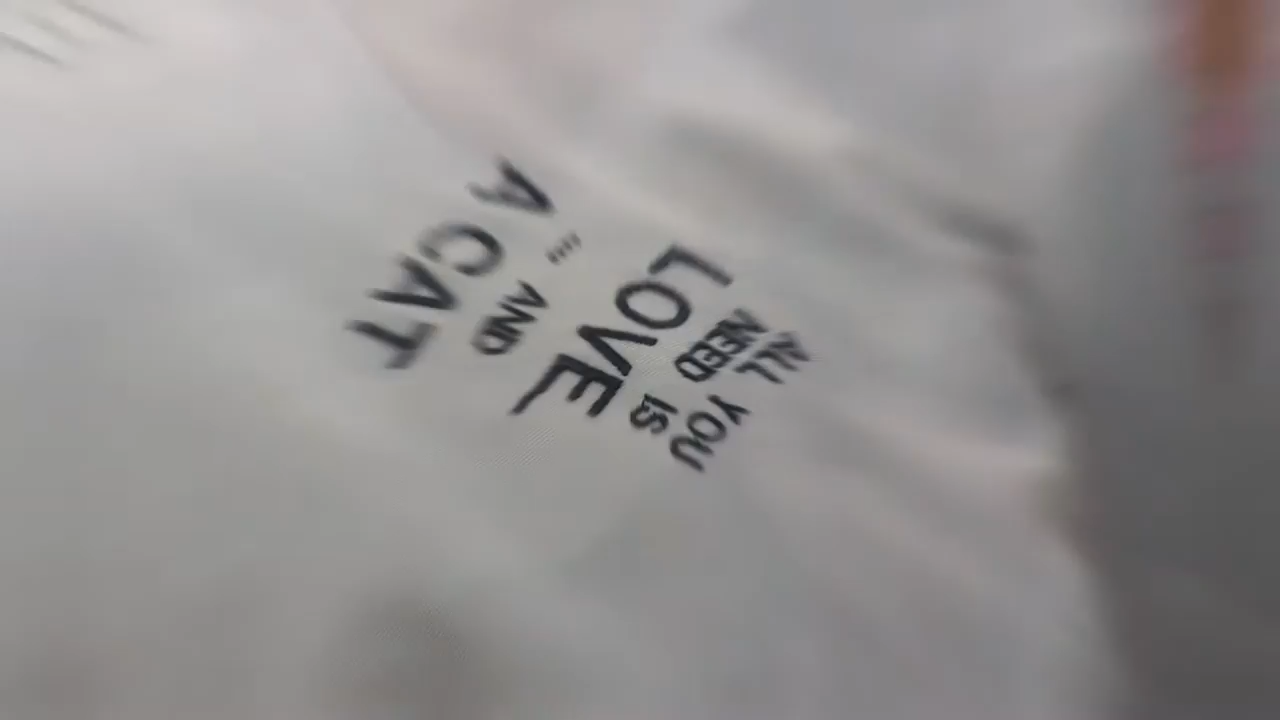 ALL YOU
NEED IS
LOVE
... AND
A CAT